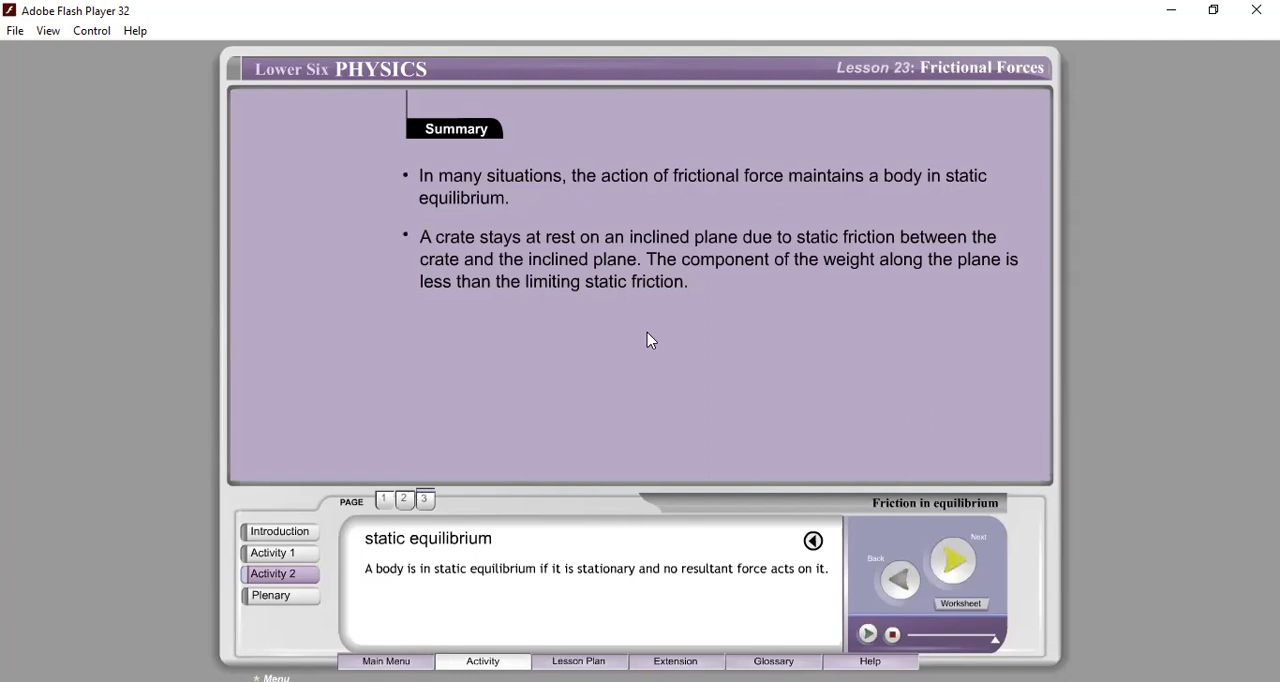 Adobe Flash Player 32
File View Control Help
Lower Six PHYSICS
Lesson 23: Frictional Forces
Summary
• In many situations, the action of frictional force maintains a body in static
equilibrium.
• A crate stays at rest on an inclined plane due to static friction between the
crate and the inclined plane. The component of the weight along the plane is
less than the limiting static friction.
PAGE 1 2 3
Friction in equilibrium
Introduction
Activity 1
Activity 2
Plenary
static equilibrium
A body is in static equilibrium if it is stationary and no resultant force acts on it.
Next
Back
Worksheet
Main Menu Activity Lesson Plan Extension Glossary Help
Menu